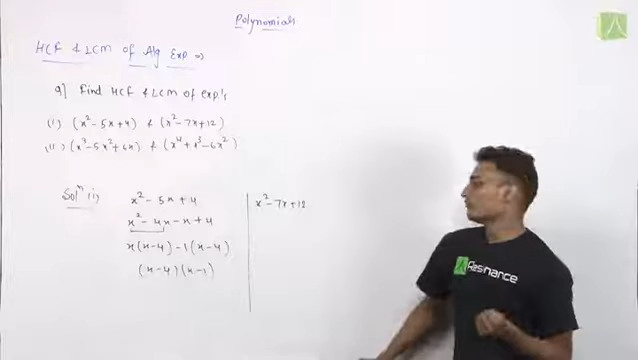 Polynomials
HCF & LCM of Alg Exp ⇒
Q] Find HCF & LCM of exp's
(i) (x² - 5x + 4) & (x² - 7x + 12)
(ii) (x³ - 5x² + 6x) & (x⁴ + x³ - 6x²)
Solⁿ (i)
x² - 5x + 4
x² - 4x - x + 4
x(x - 4) - 1(x - 4)
(x - 4)(x - 1)
x² - 7x + 12
Resinance